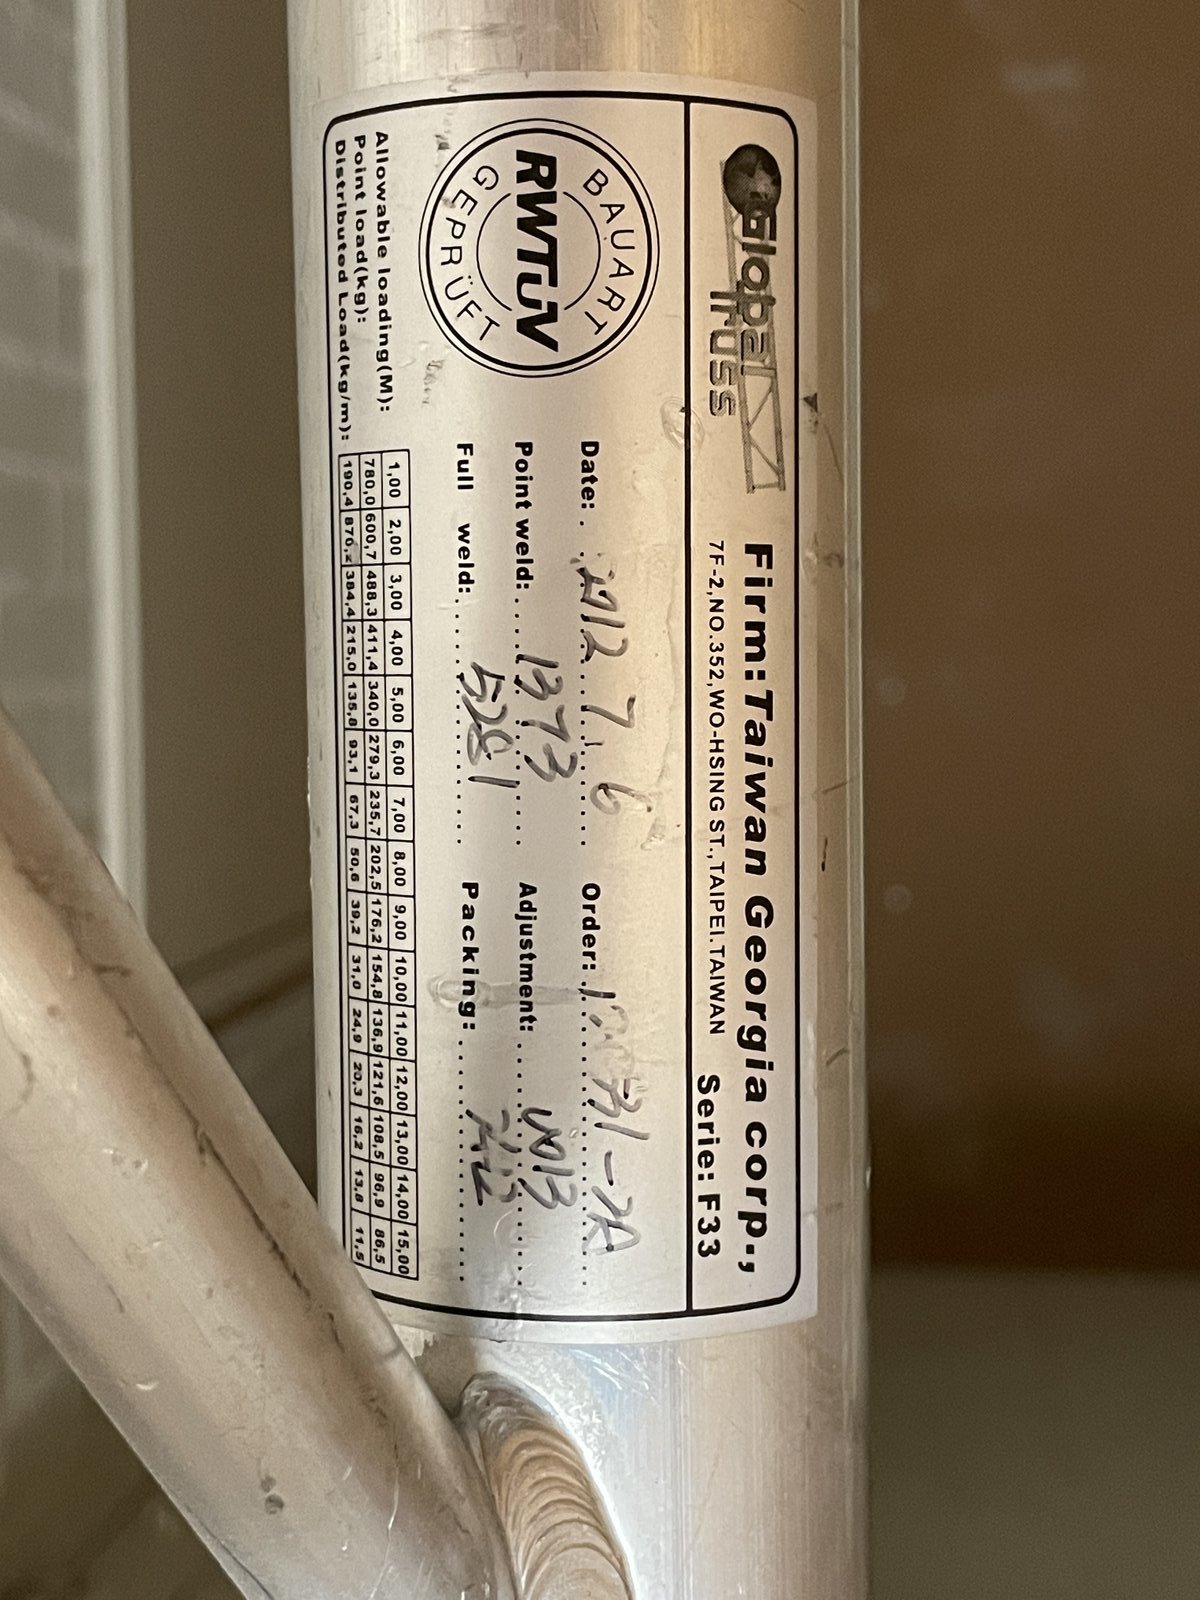 Global Truss
Firm:Taiwan Georgia corp.,
7F-2,NO.352,WO-HSING ST.,TAIPEI.TAIWAN Serie: F33
BAUART
RWTÜV
GEPRÜFT
Date: 2012. 7. 6 Order:
Point weld: 1373 Adjustment:
Full weld: 5281 Packing:
Allowable loading(M): 1,00 2,00 3,00 4,00 5,00 6,00 7,00 8,00 9,00 10,00 11,00 12,00 13,00 14,00 15,00
Point load(kg): 780,0 600,7 488,3 411,4 340,0 279,3 235,7 202,5 176,2 154,8 136,9 121,6 108,5 96,9 86,5
Distributed Load(kg/m): 190,4 870,2 384,4 215,0 135,8 93,1 67,3 50,6 39,2 31,0 24,9 20,3 16,2 13,8 11,5